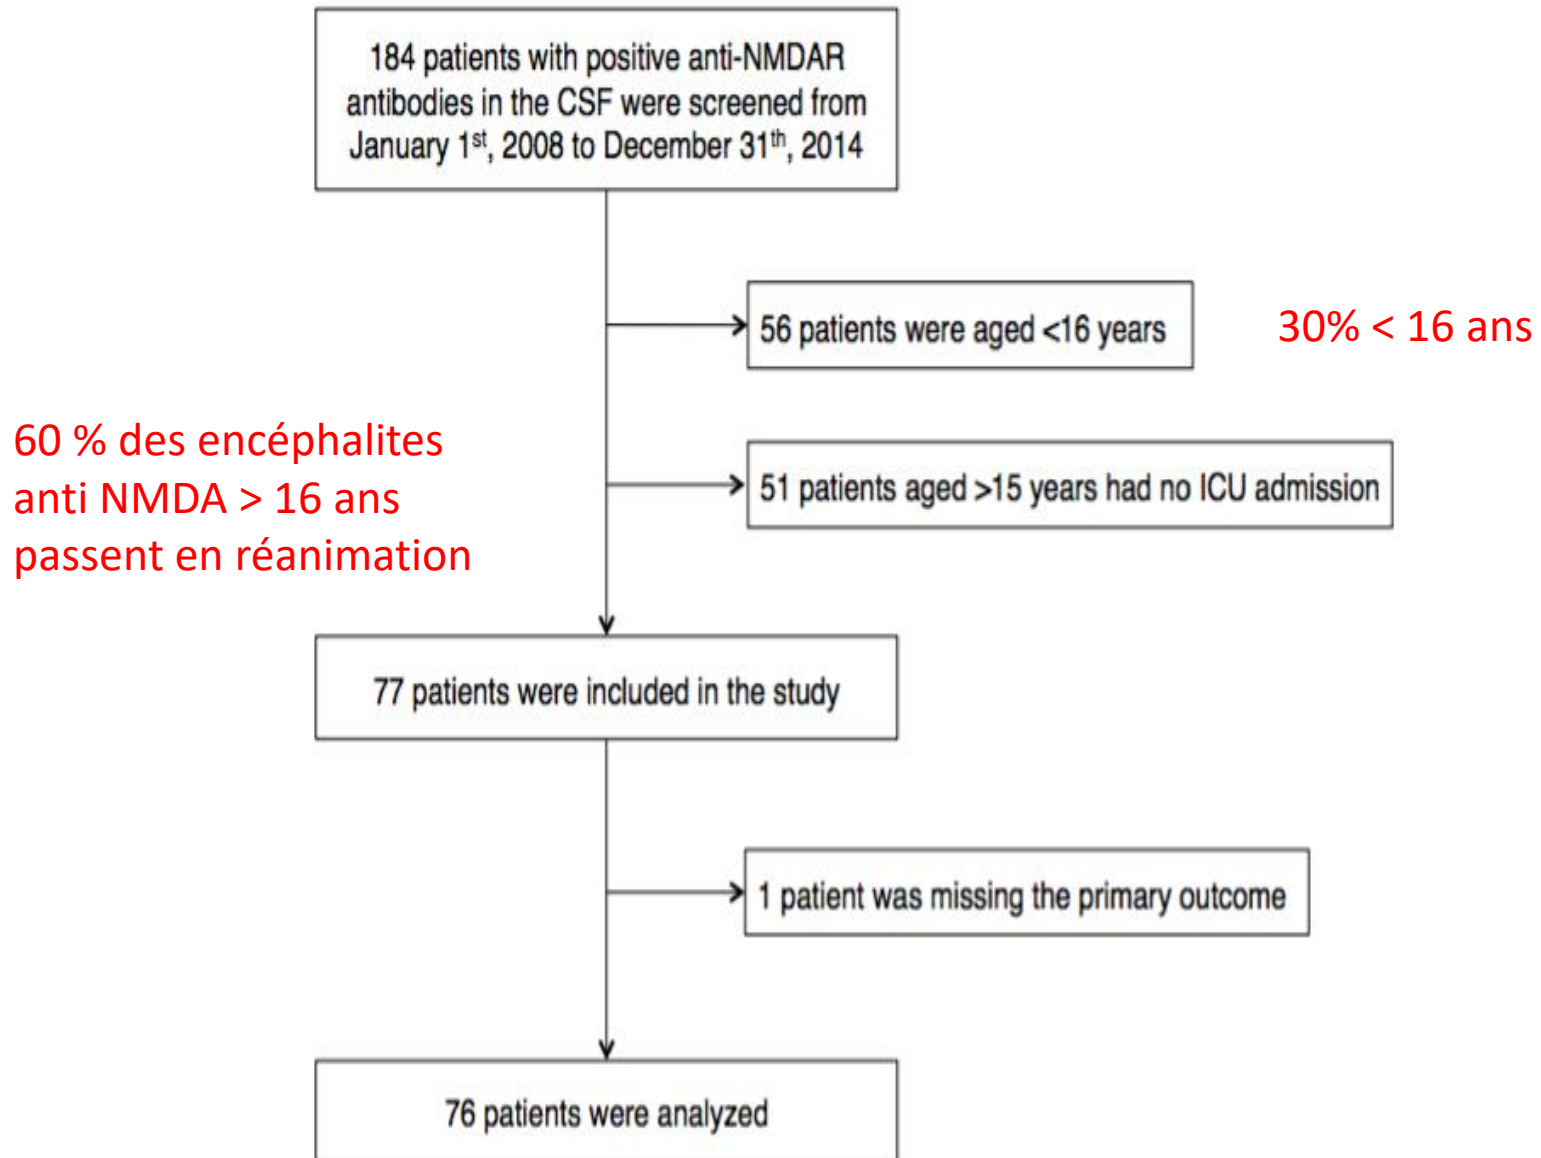 184 patients with positive anti-NMDAR
antibodies in the CSF were screened from
January 1st, 2008 to December 31th, 2014
56 patients were aged <16 years
30% < 16 ans
60 % des encéphalites
anti NMDA > 16 ans
passent en réanimation
51 patients aged >15 years had no ICU admission
77 patients were included in the study
1 patient was missing the primary outcome
76 patients were analyzed